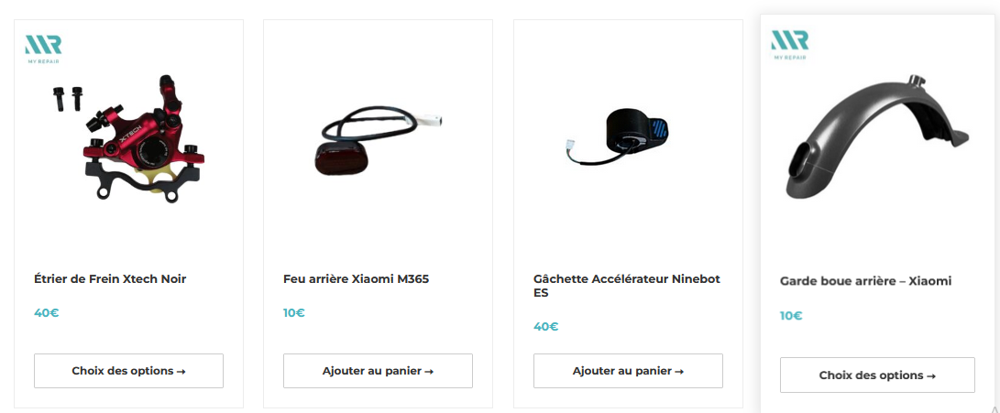 MY REPAIR
XTECH
Étrier de Frein Xtech Noir
40€
Choix des options →
Feu arrière Xiaomi M365
10€
Ajouter au panier →
Gâchette Accélérateur Ninebot
ES
40€
Ajouter au panier →
MY REPAIR
Garde boue arrière – Xiaomi
10€
Choix des options →